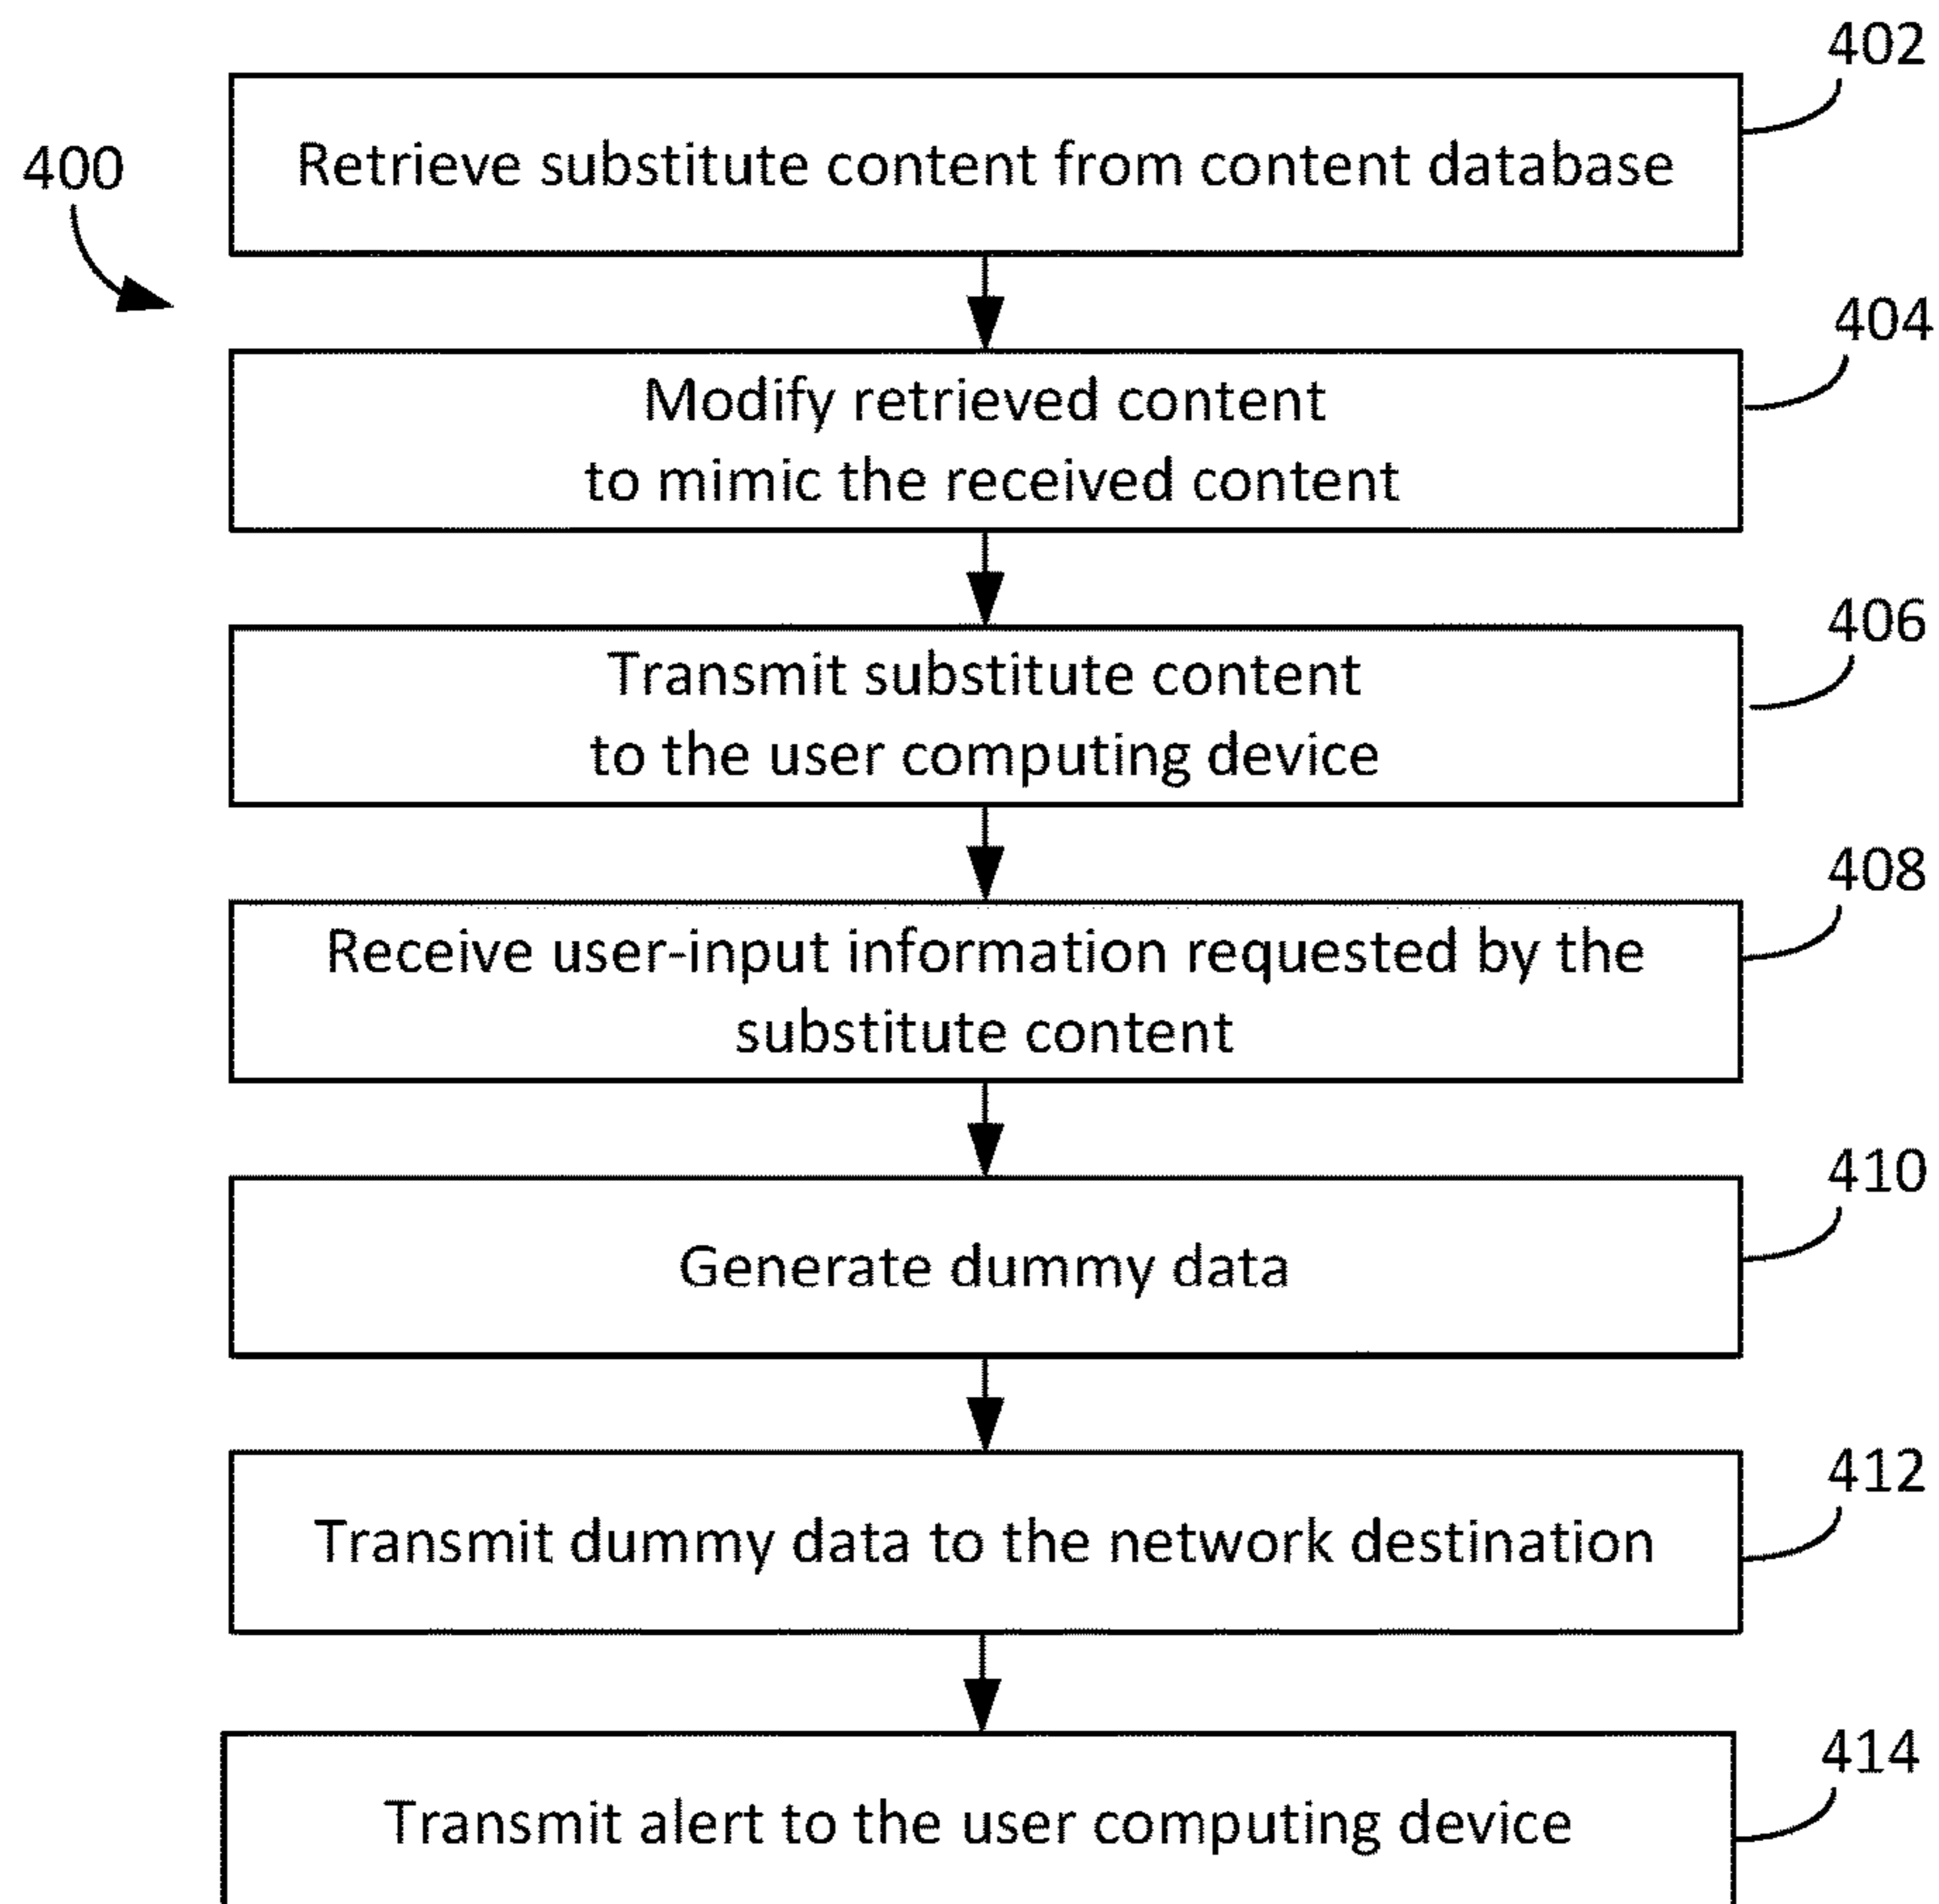 402
400
Retrieve substitute content from content database
404
Modify retrieved content
to mimic the received content
406
Transmit substitute content
to the user computing device
408
Receive user-input information requested by the
substitute content
410
Generate dummy data
412
Transmit dummy data to the network destination
414
Transmit alert to the user computing device